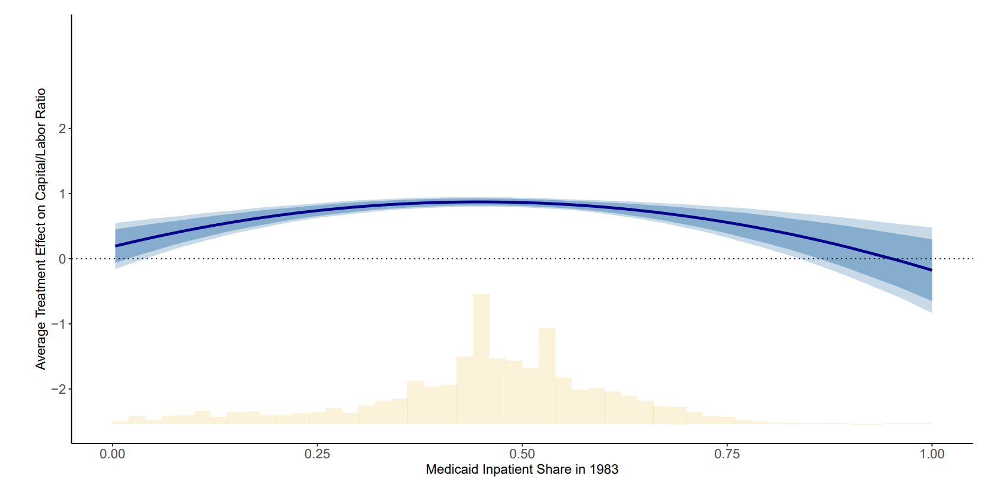 Average Treatment Effect on Capital/Labor Ratio
2
1
0
−1
−2
0.00 0.25 0.50 0.75 1.00
Medicaid Inpatient Share in 1983